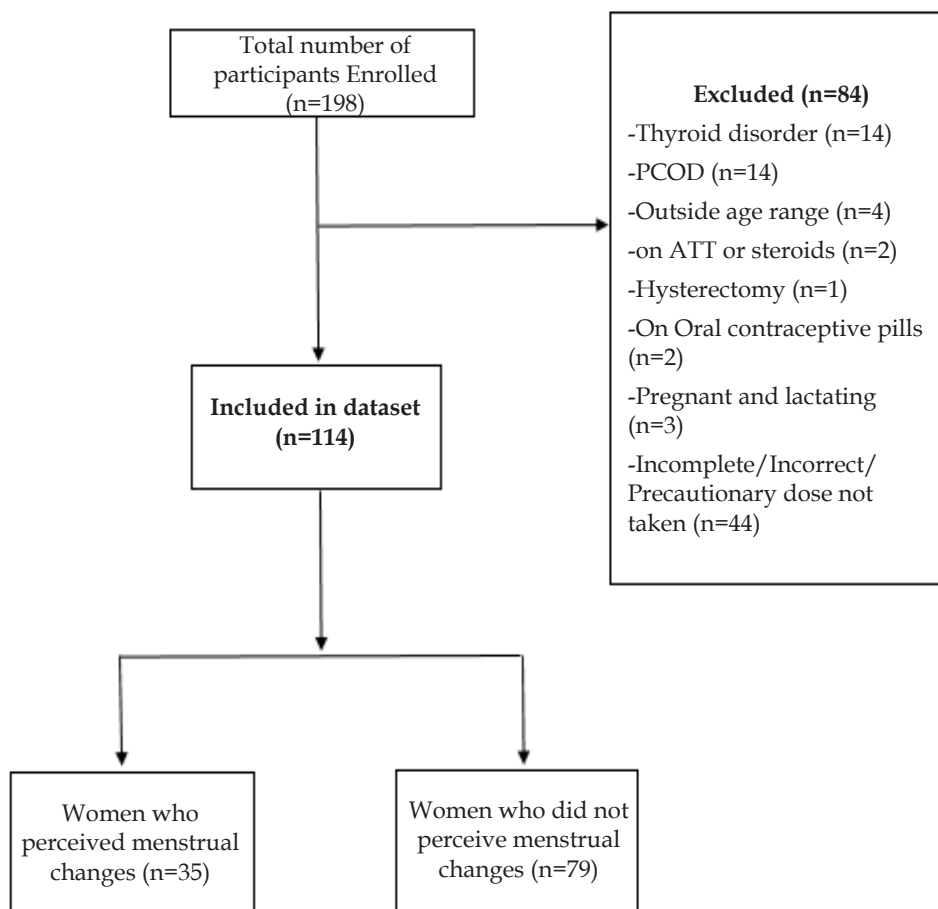 Total number of
participants Enrolled
(n=198)
Excluded (n=84)
-Thyroid disorder (n=14)
-PCOD (n=14)
-Outside age range (n=4)
-on ATT or steroids (n=2)
-Hysterectomy (n=1)
-On Oral contraceptive pills
(n=2)
-Pregnant and lactating
(n=3)
-Incomplete/Incorrect/
Precautionary dose not
taken (n=44)
Included in dataset
(n=114)
Women who
perceived menstrual
changes (n=35)
Women who did not
perceive menstrual
changes (n=79)